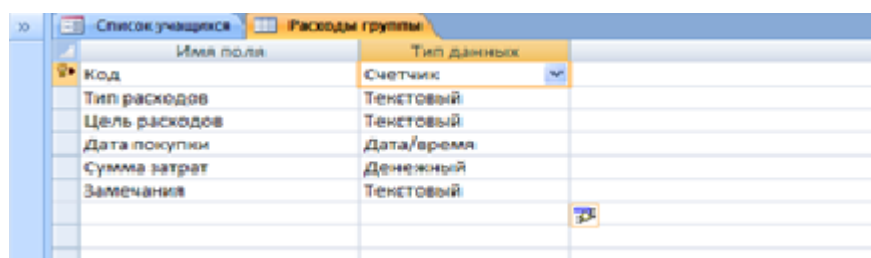 » Список учащихся Расходы группы
Имя поля Тип данных
Код Счетчик
Тип расходов Текстовый
Цель расходов Текстовый
Дата покупки Дата/время
Сумма затрат Денежный
Замечания Текстовый